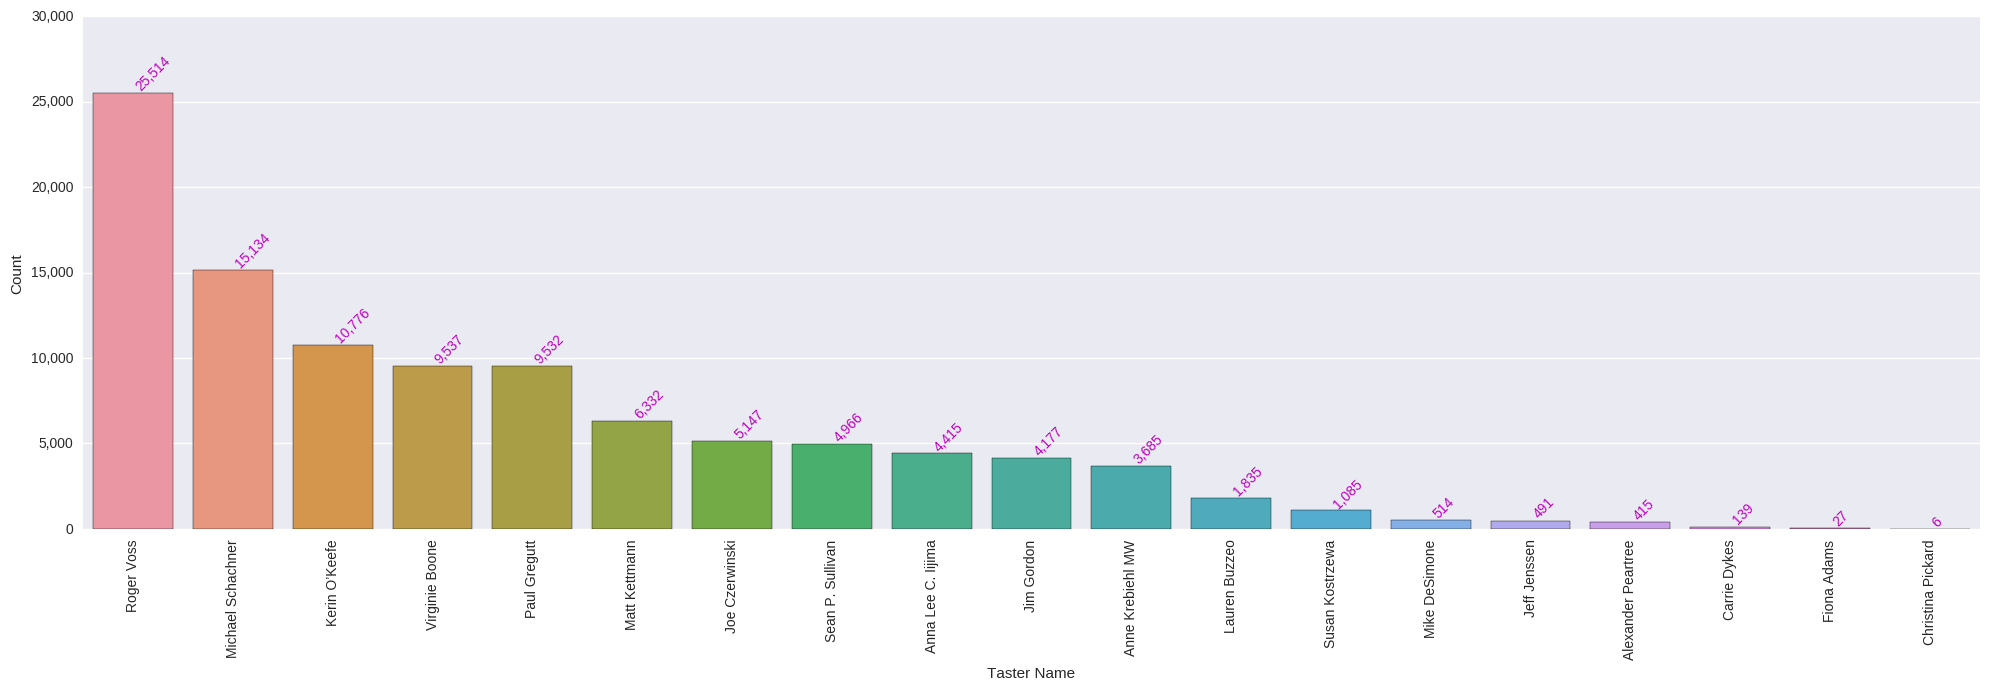 30,000
25,000
20,000
15,000
10,000
5,000
0
Count
25,514
15,134
10,776
9,537
9,532
6,332
5,147
4,966
4,415
4,177
3,685
1,835
1,085
514
491
415
139
27
6
Roger Voss
Michael Schachner
Kerin O'Keefe
Virginie Boone
Paul Gregutt
Matt Kettmann
Joe Czerwinski
Sean P. Sullivan
Anna Lee C. Iijima
Jim Gordon
Anne Krebiehl MW
Lauren Buzzeo
Susan Kostrzewa
Mike DeSimone
Jeff Jenssen
Alexander Peartree
Carrie Dykes
Fiona Adams
Christina Pickard
Taster Name